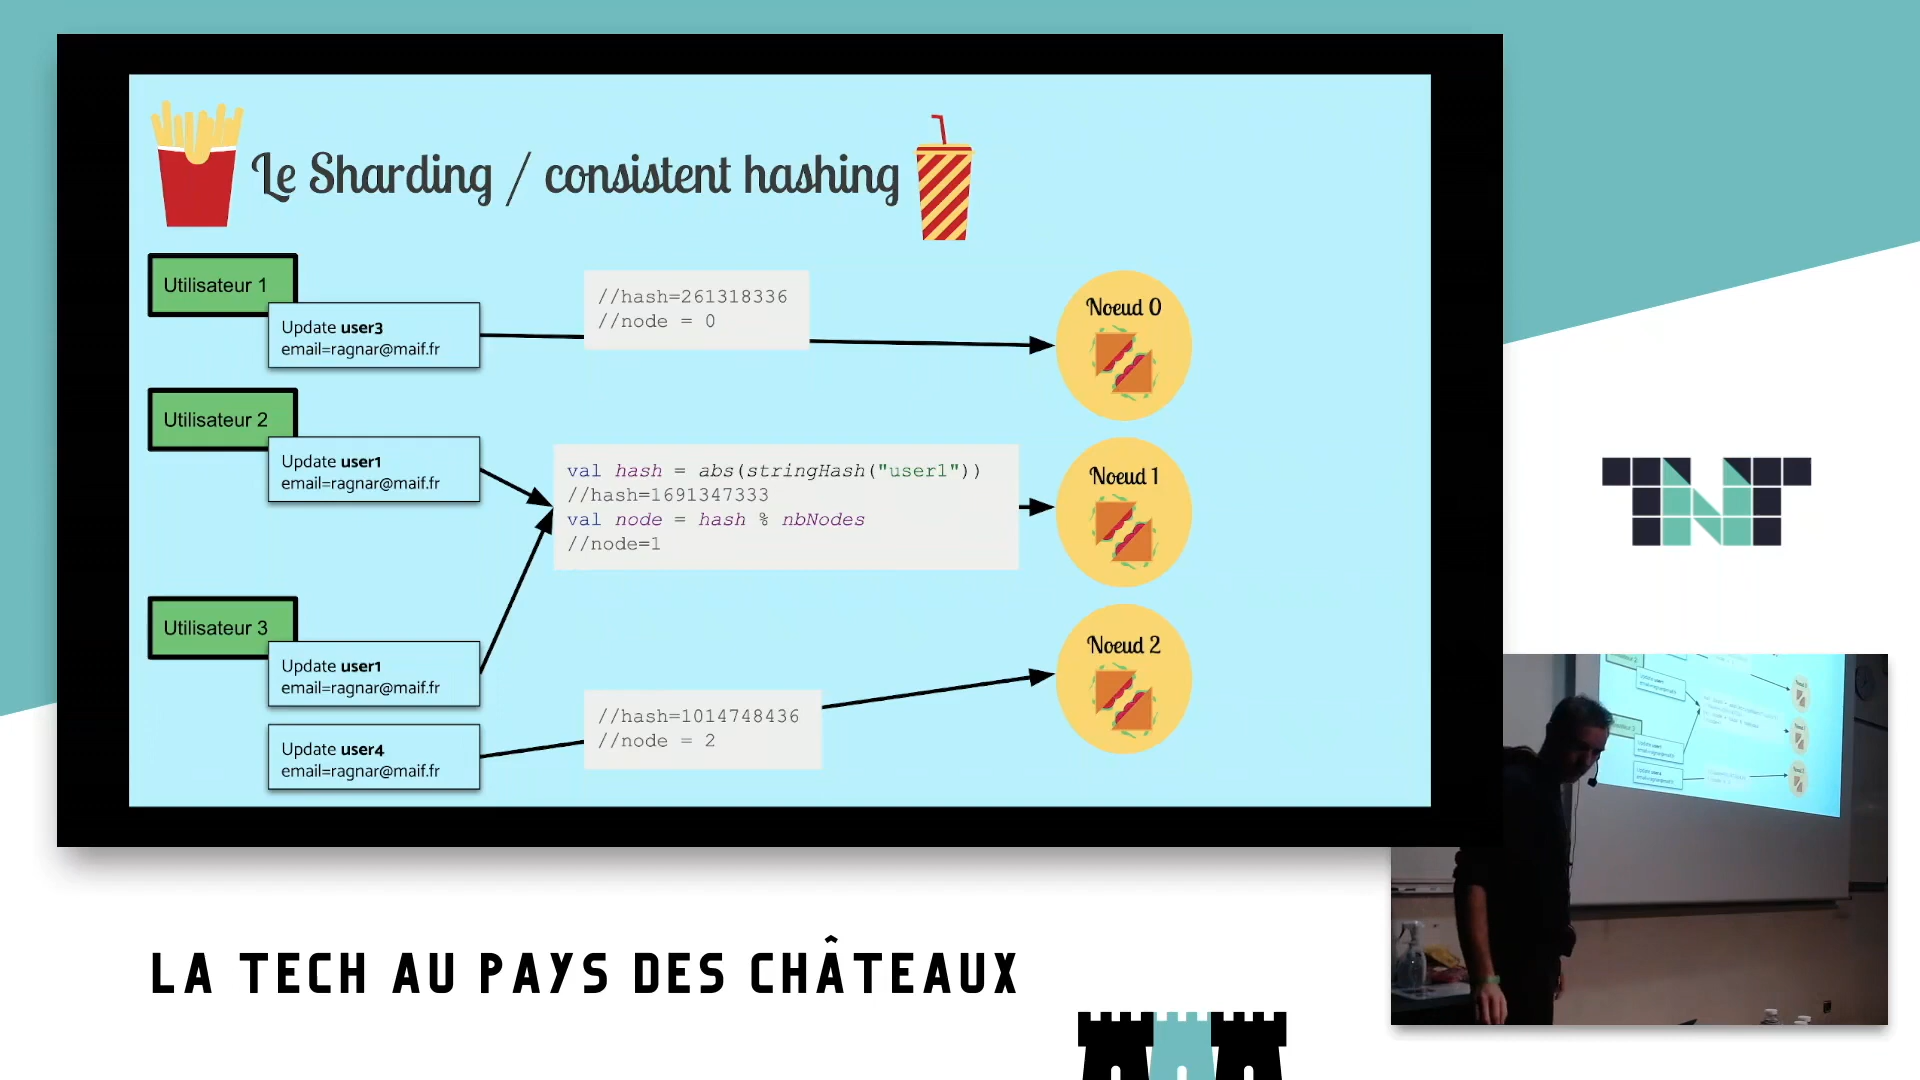 Le Sharding / consistent hashing
Utilisateur 1
Update user3
email=ragnar@maif.fr
//hash=261318336
//node = 0
Noeud 0
Utilisateur 2
Update user1
email=ragnar@maif.fr
val hash = abs(stringHash("user1"))
//hash=1691347333
val node = hash % nbNodes
//node=1
Noeud 1
Utilisateur 3
Update user1
email=ragnar@maif.fr
Update user4
email=ragnar@maif.fr
//hash=1014748436
//node = 2
Noeud 2
TNT
LA TECH AU PAYS DES CHÂTEAUX